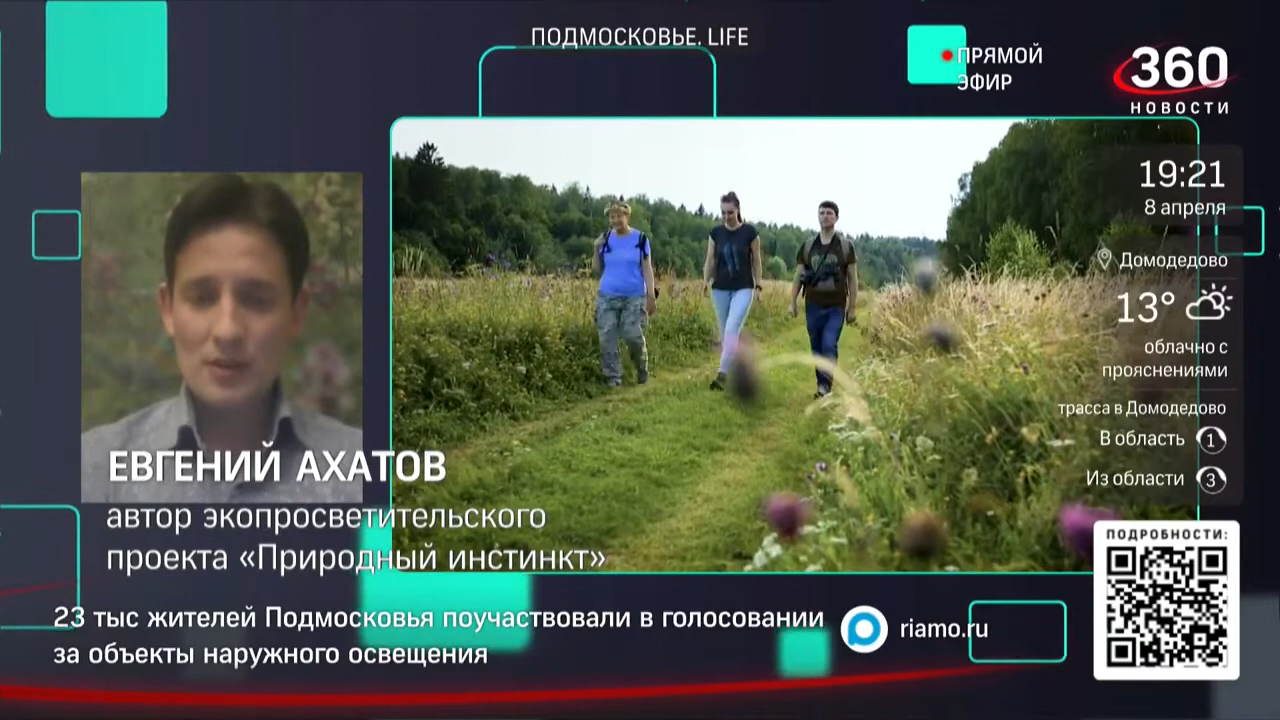 ПОДМОСКОВЬЕ. LIFE
ПРЯМОЙ
ЭФИР
360
НОВОСТИ
19:21
8 апреля
Домодедово
13°
облачно с
прояснениями
трасса в Домодедово
В область 1
Из области 3
ЕВГЕНИЙ АХАТОВ
автор экопросветительского
проекта «Природный инстинкт»
ПОДРОБНОСТИ:
23 тыс жителей Подмосковья поучаствовали в голосовании
за объекты наружного освещения
riamo.ru